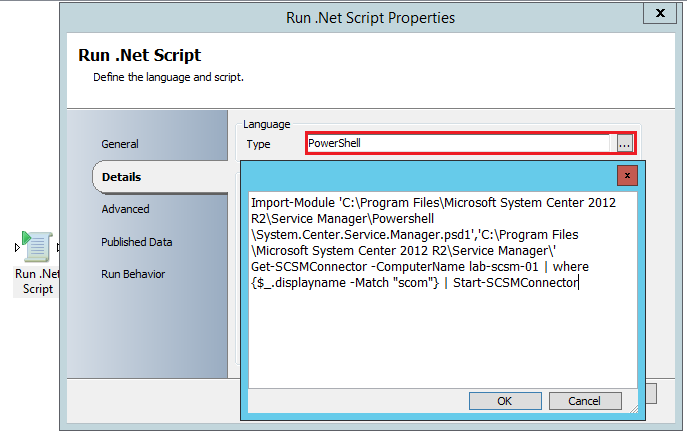 Run .Net Script Properties
x
Run .Net Script
Define the language and script.
General
Details
Advanced
Published Data
Run Behavior
Language
Type
PowerShell
...
x
Import-Module 'C:\Program Files\Microsoft System Center 2012
R2\Service Manager\Powershell
\System.Center.Service.Manager.psd1','C:\Program Files
\Microsoft System Center 2012 R2\Service Manager\'
Get-SCSMConnector -ComputerName lab-scsm-01 | where
{$_.displayname -Match "scom"} | Start-SCSMConnector
OK
Cancel
Run .Net
Script